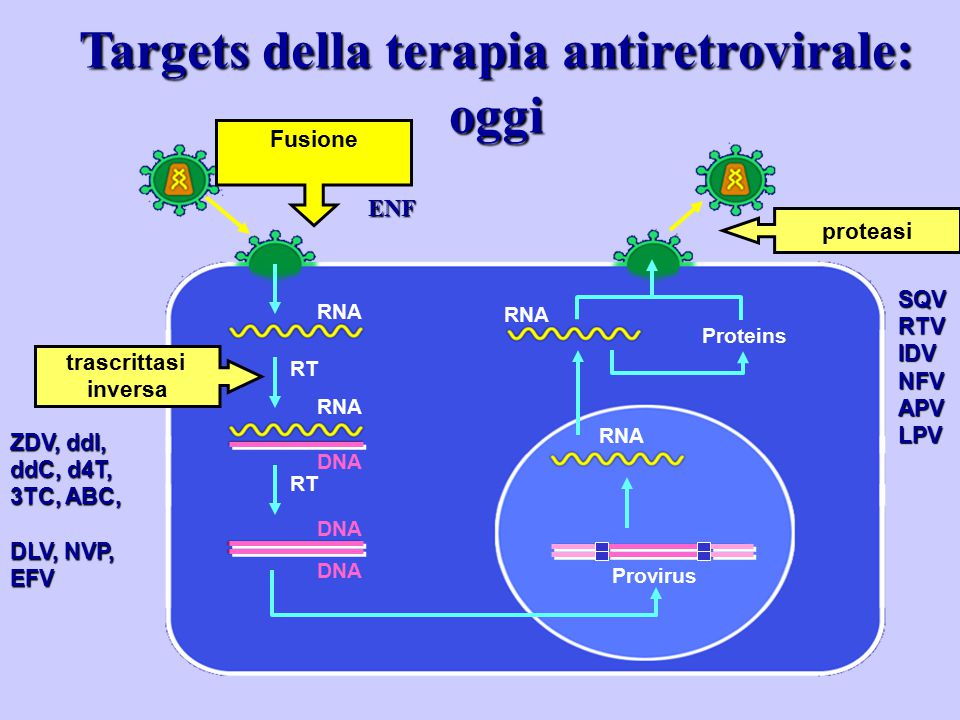 Targets della terapia antiretrovirale:
oggi
Fusione
ENF
proteasi
RNA
RT
RNA
DNA
RT
DNA
DNA
trascrittasi
inversa
ZDV, ddI,
ddC, d4T,
3TC, ABC,
DLV, NVP,
EFV
RNA
Proteins
RNA
Provirus
SQV
RTV
IDV
NFV
APV
LPV